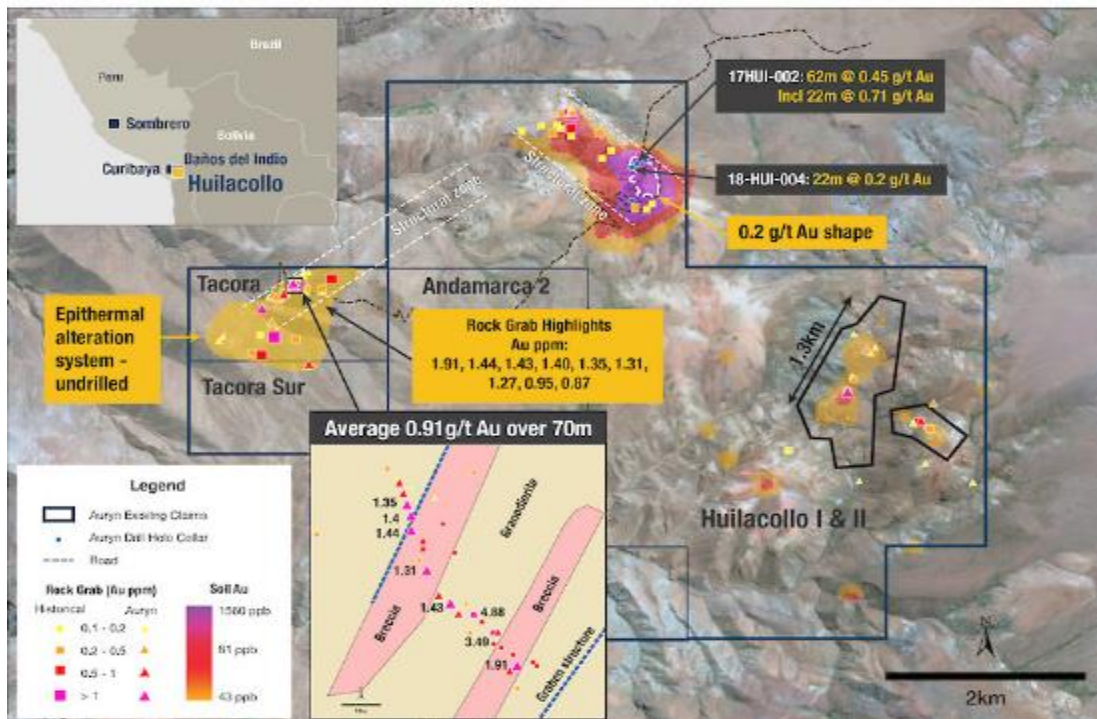 Brazil
Peru
Bolivia
Sombrero
Curibaya
Baños del Indio
Huilacollo
17HUI-002: 62m @ 0.45 g/t Au
Incl 22m @ 0.71 g/t Au
18-HUI-004: 22m @ 0.2 g/t Au
0.2 g/t Au shape
Structural zone
Structural zone
Tacora
Andamarca 2
Epithermal
alteration
system -
undrilled
Tacora Sur
Rock Grab Highlights
Au ppm:
1.91, 1.44, 1.43, 1.40, 1.35, 1.31,
1.27, 0.95, 0.87
1.3km
Average 0.91g/t Au over 70m
1.35
1.4
1.44
1.31
1.43
4.88
3.49
1.91
Breccia
Granodiorite
Breccia
Graben structure
Huilacollo I & II
Legend
Auryn Existing Claims
Auryn Drill Hole Collar
Road
Rock Grab (Au ppm)
Historical Auryn
0.1 - 0.2
0.2 - 0.5
0.5 - 1
> 1
Soil Au
1560 ppb
81 ppb
43 ppb
N
2km